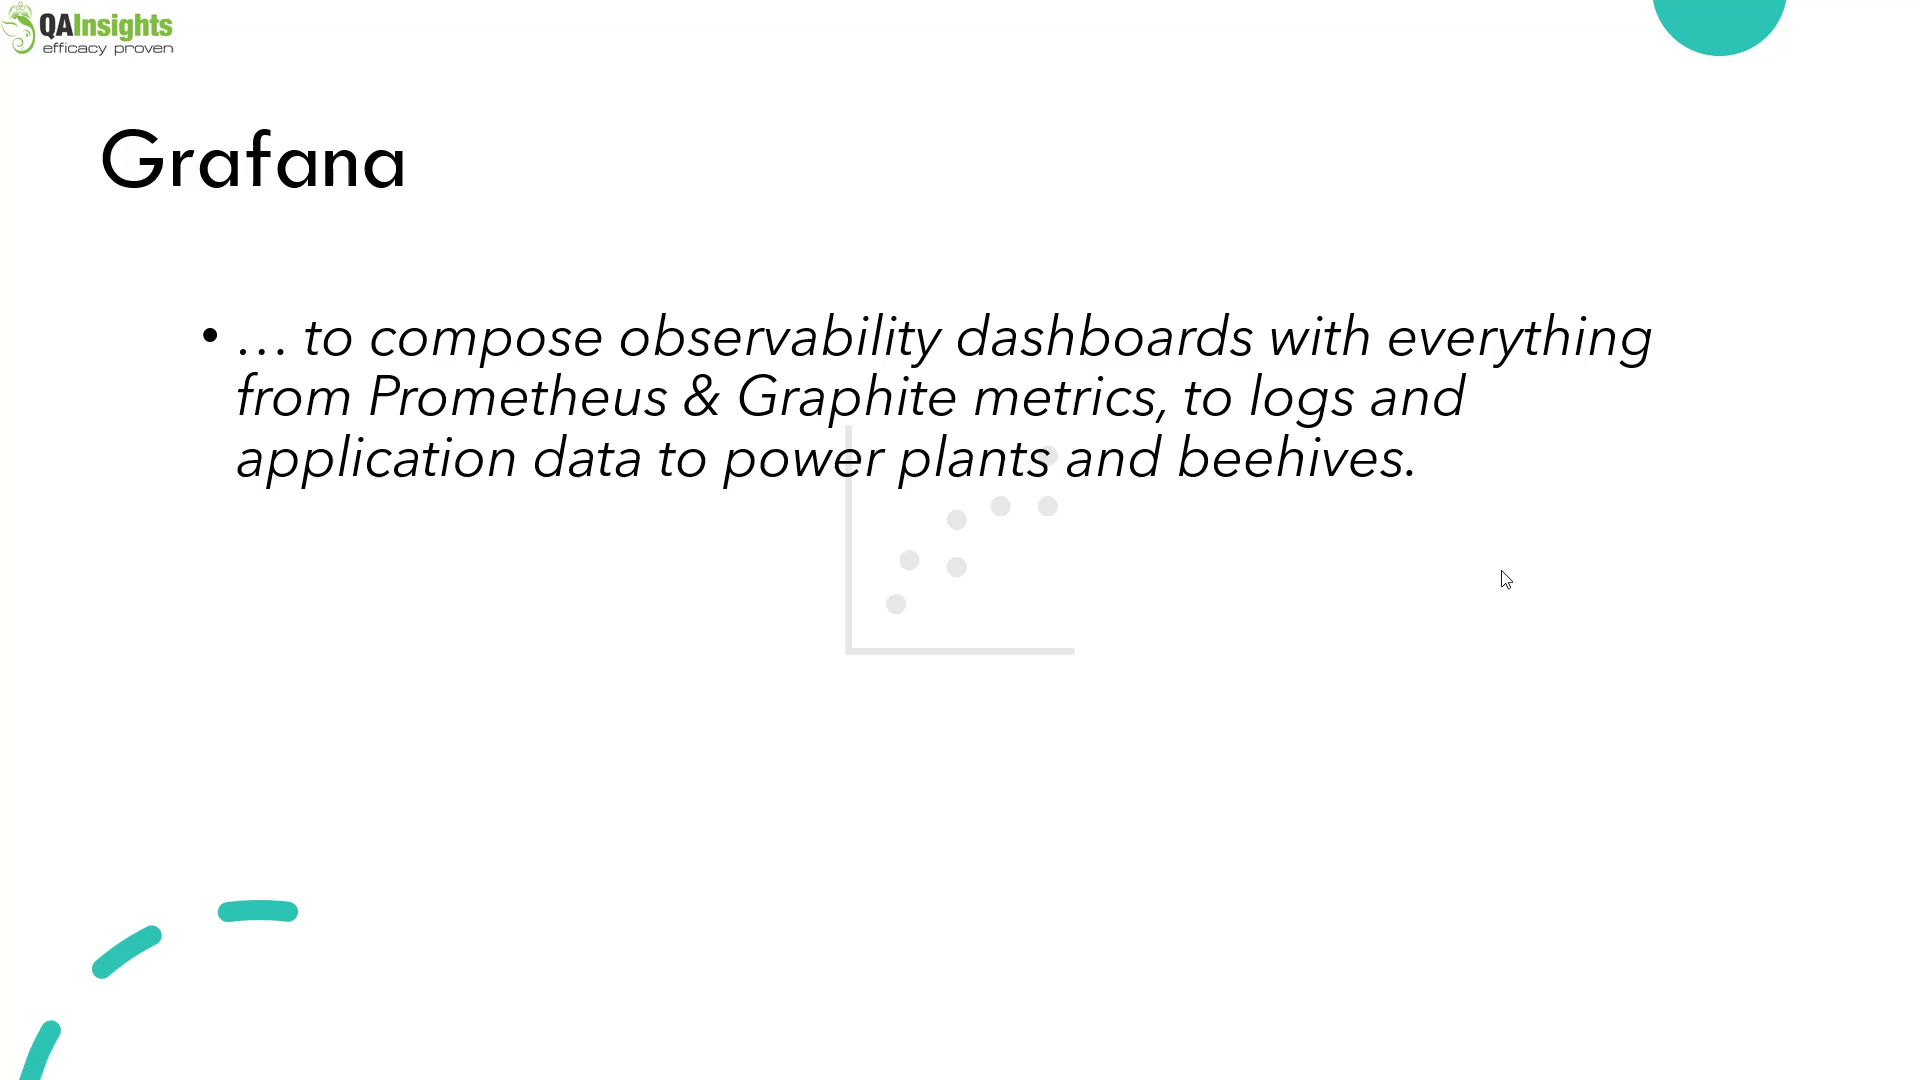 QAInsights
efficacy proven
Grafana
• … to compose observability dashboards with everything
from Prometheus & Graphite metrics, to logs and
application data to power plants and beehives.